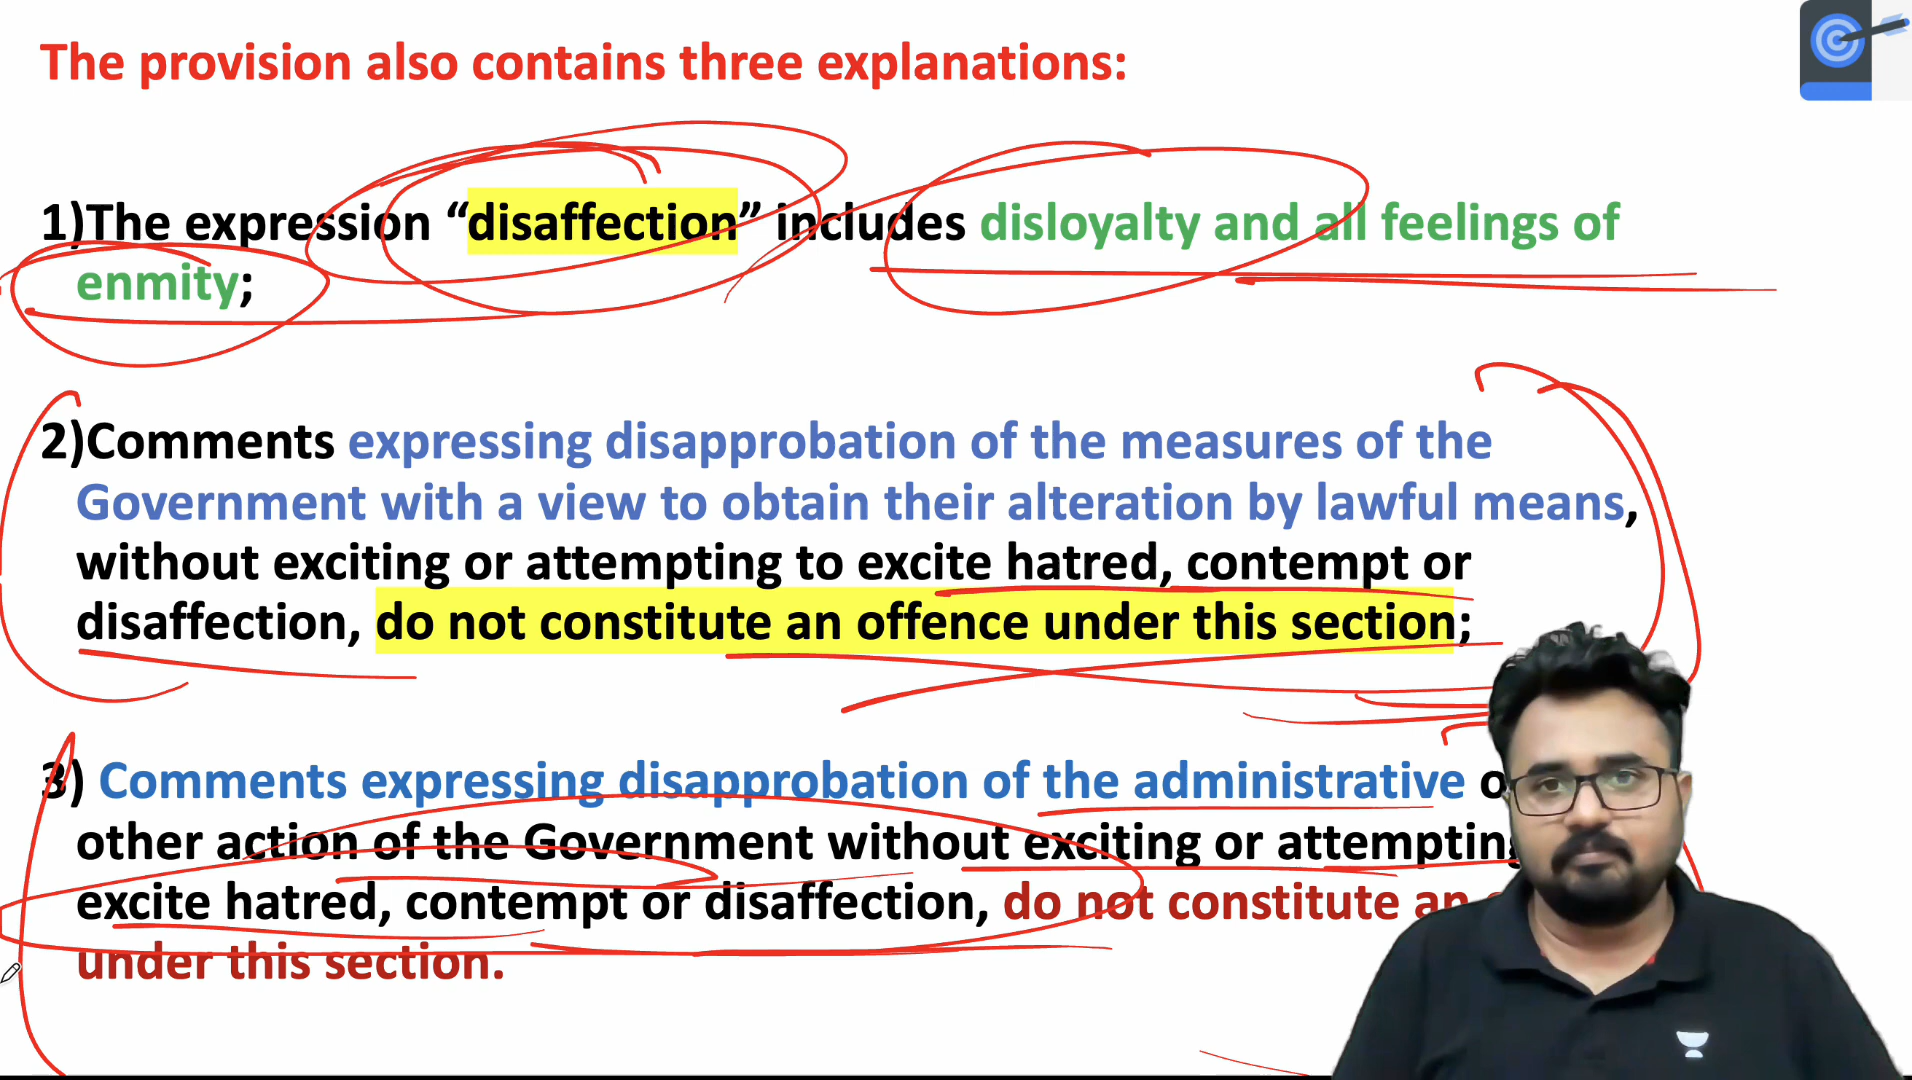 The provision also contains three explanations:
1)The expression “disaffection” includes disloyalty and all feelings of
enmity;
2)Comments expressing disapprobation of the measures of the
Government with a view to obtain their alteration by lawful means,
without exciting or attempting to excite hatred, contempt or
disaffection, do not constitute an offence under this section;
3) Comments expressing disapprobation of the administrative
other action of the Government without exciting or attempting
excite hatred, contempt or disaffection, do not constitute an
under this section.